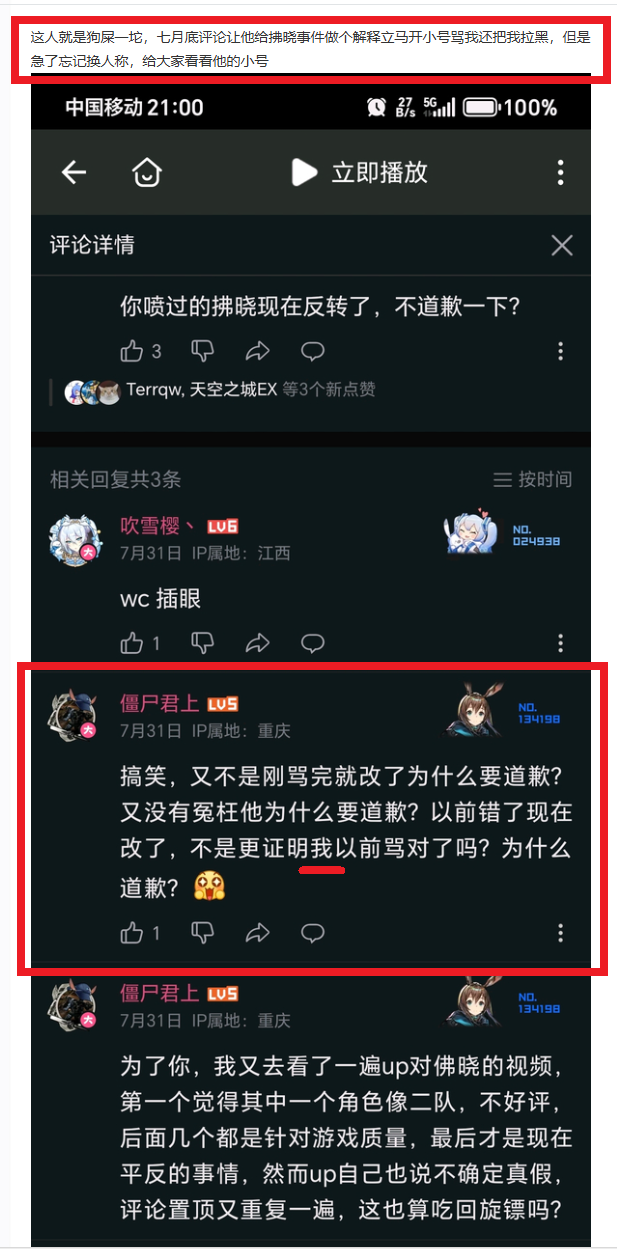 这人就是狗屎一坨，七月底评论让他给拂晓事件做个解释立马开小号骂我还把我拉黑，但是
急了忘记换人称，给大家看看他的小号
中国移动 21:00
27 B/s 5G 100%
立即播放
评论详情
你喷过的拂晓现在反转了，不道歉一下？
3
Terrqw, 天空之城EX 等3个新点赞
相关回复共3条
按时间
吹雪樱丶 LV6
大
NO.
024938
7月31日 IP属地：江西
wc 插眼
1
僵尸君上 LV5
大
NO.
134198
7月31日 IP属地：重庆
搞笑，又不是刚骂完就改了为什么要道歉？
又没有冤枉他为什么要道歉？以前错了现在
改了，不是更证明我以前骂对了吗？为什么
道歉？
1
僵尸君上 LV5
大
NO.
134198
7月31日 IP属地：重庆
为了你，我又去看了一遍up对佛晓的视频，
第一个觉得其中一个角色像二队，不好评，
后面几个都是针对游戏质量，最后才是现在
平反的事情，然而up自己也说不确定真假，
评论置顶又重复一遍，这也算吃回旋镖吗？